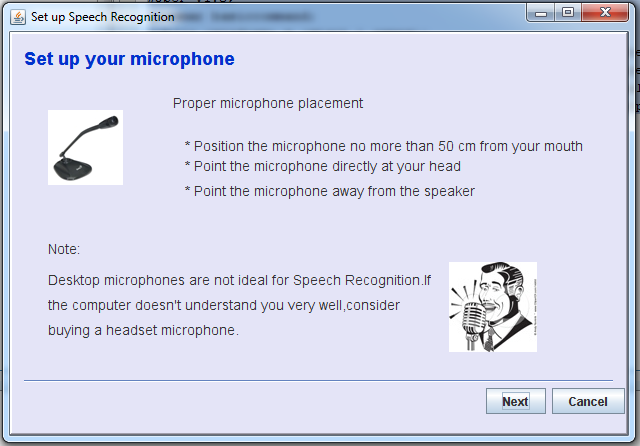 Set up Speech Recognition
Set up your microphone
Proper microphone placement
* Position the microphone no more than 50 cm from your mouth
* Point the microphone directly at your head
* Point the microphone away from the speaker
Note:
Desktop microphones are not ideal for Speech Recognition.If
the computer doesn't understand you very well,consider
buying a headset microphone.
Next
Cancel